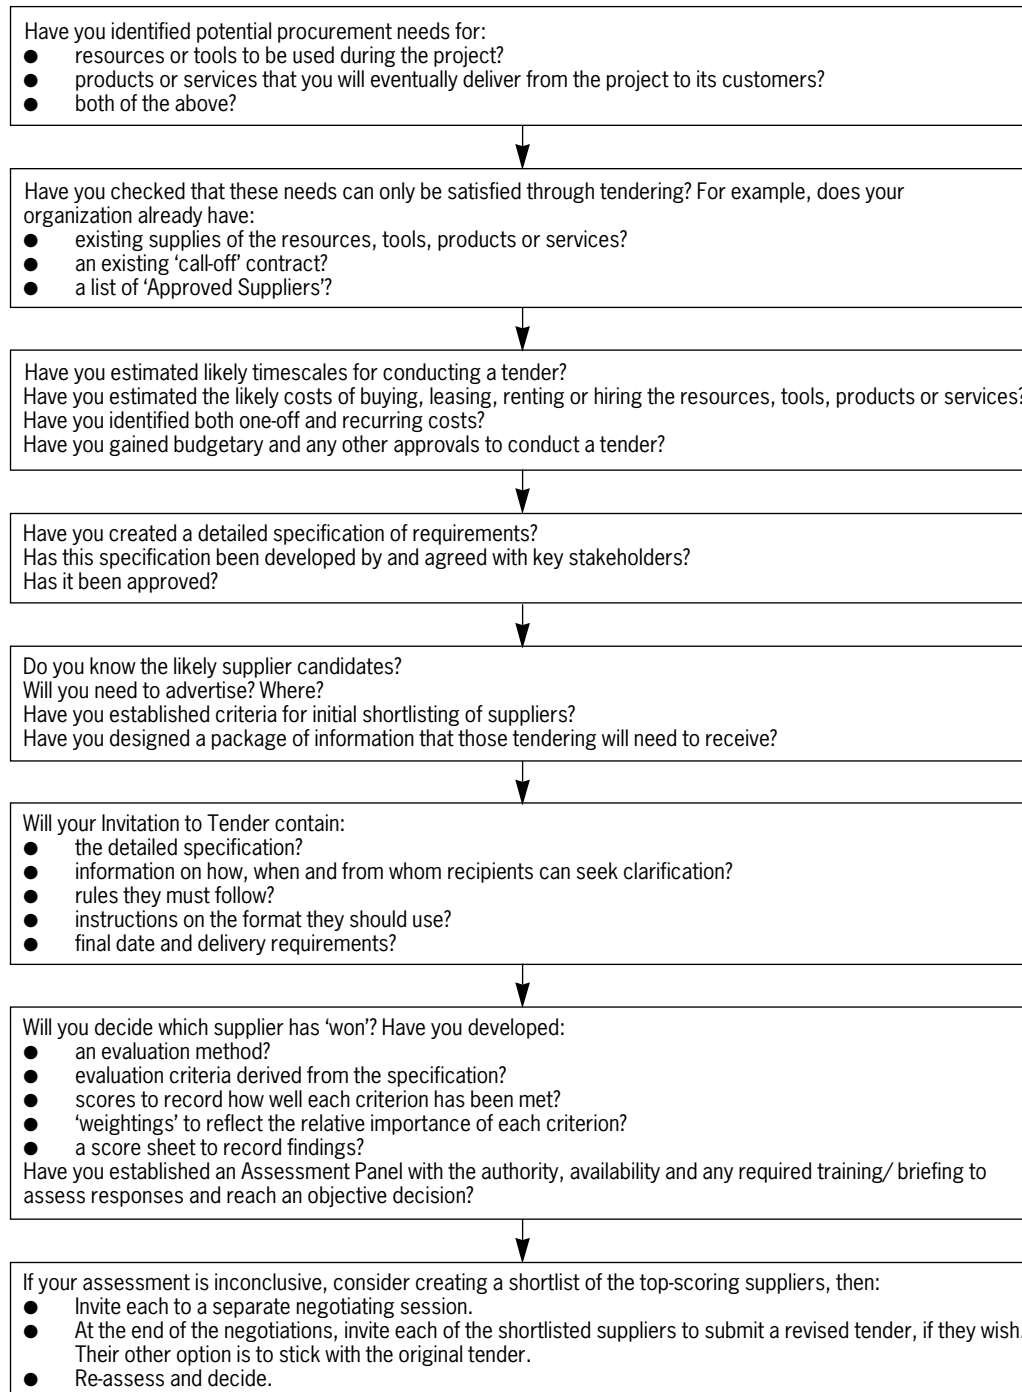 Have you identified potential procurement needs for:
● resources or tools to be used during the project?
● products or services that you will eventually deliver from the project to its customers?
● both of the above?
Have you checked that these needs can only be satisfied through tendering? For example, does your
organization already have:
● existing supplies of the resources, tools, products or services?
● an existing ‘call-off’ contract?
● a list of ‘Approved Suppliers’?
Have you estimated likely timescales for conducting a tender?
Have you estimated the likely costs of buying, leasing, renting or hiring the resources, tools, products or services?
Have you identified both one-off and recurring costs?
Have you gained budgetary and any other approvals to conduct a tender?
Have you created a detailed specification of requirements?
Has this specification been developed by and agreed with key stakeholders?
Has it been approved?
Do you know the likely supplier candidates?
Will you need to advertise? Where?
Have you established criteria for initial shortlisting of suppliers?
Have you designed a package of information that those tendering will need to receive?
Will your Invitation to Tender contain:
● the detailed specification?
● information on how, when and from whom recipients can seek clarification?
● rules they must follow?
● instructions on the format they should use?
● final date and delivery requirements?
Will you decide which supplier has ‘won’? Have you developed:
● an evaluation method?
● evaluation criteria derived from the specification?
● scores to record how well each criterion has been met?
● ‘weightings’ to reflect the relative importance of each criterion?
● a score sheet to record findings?
Have you established an Assessment Panel with the authority, availability and any required training/ briefing to
assess responses and reach an objective decision?
If your assessment is inconclusive, consider creating a shortlist of the top-scoring suppliers, then:
● Invite each to a separate negotiating session.
● At the end of the negotiations, invite each of the shortlisted suppliers to submit a revised tender, if they wish.
Their other option is to stick with the original tender.
● Re-assess and decide.